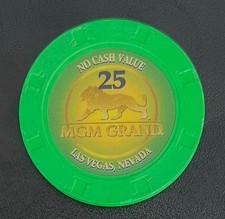 NO CASH VALUE
25
MGM GRAND
LAS VEGAS, NEVADA